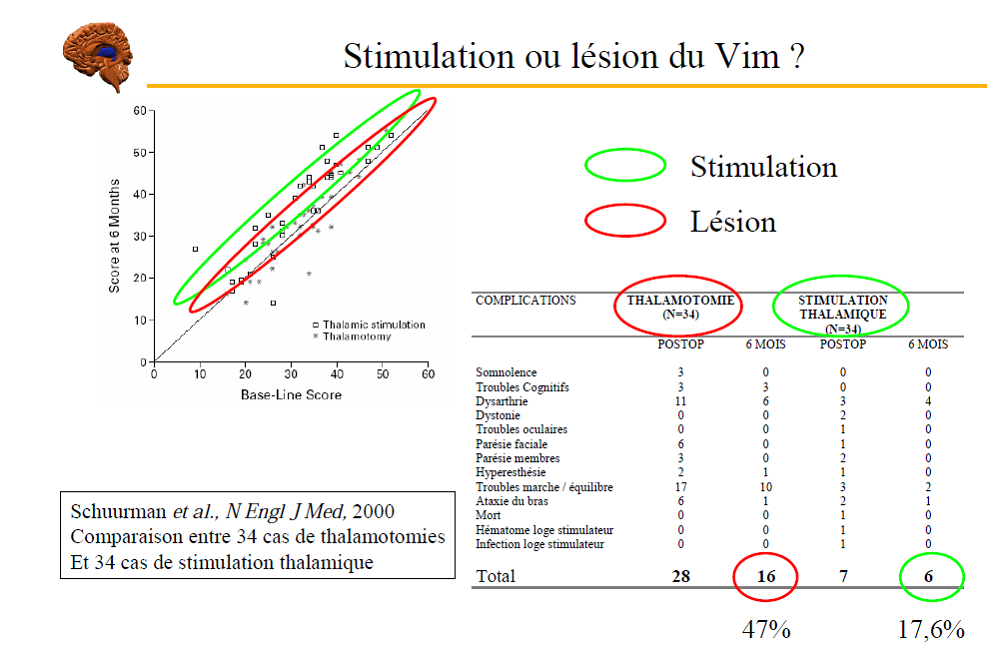 Stimulation ou lésion du Vim ?
60
50
40
30
20
10
0
Score at 6 Months
Thalamic stimulation
Thalamotomy
0 10 20 30 40 50 60
Base-Line Score
Stimulation
Lésion
COMPLICATIONS THALAMOTOMIE (N=34) STIMULATION THALAMIQUE (N=34)
POSTOP 6 MOIS POSTOP 6 MOIS
Somnolence 3 0 0 0
Troubles Cognitifs 3 3 0 0
Dysarthrie 11 6 3 4
Dystonie 0 0 2 0
Troubles oculaires 0 0 1 0
Parésie faciale 6 0 1 0
Parésie membres 3 0 2 0
Hyperesthésie 2 1 1 0
Troubles marche / équilibre 17 10 3 2
Ataxie du bras 6 1 2 1
Mort 0 0 1 0
Hématome loge stimulateur 0 0 1 0
Infection loge stimulateur 0 0 1 0
Total 28 16 7 6
47% 17,6%
Schuurman et al., N Engl J Med, 2000
Comparaison entre 34 cas de thalamotomies
Et 34 cas de stimulation thalamique